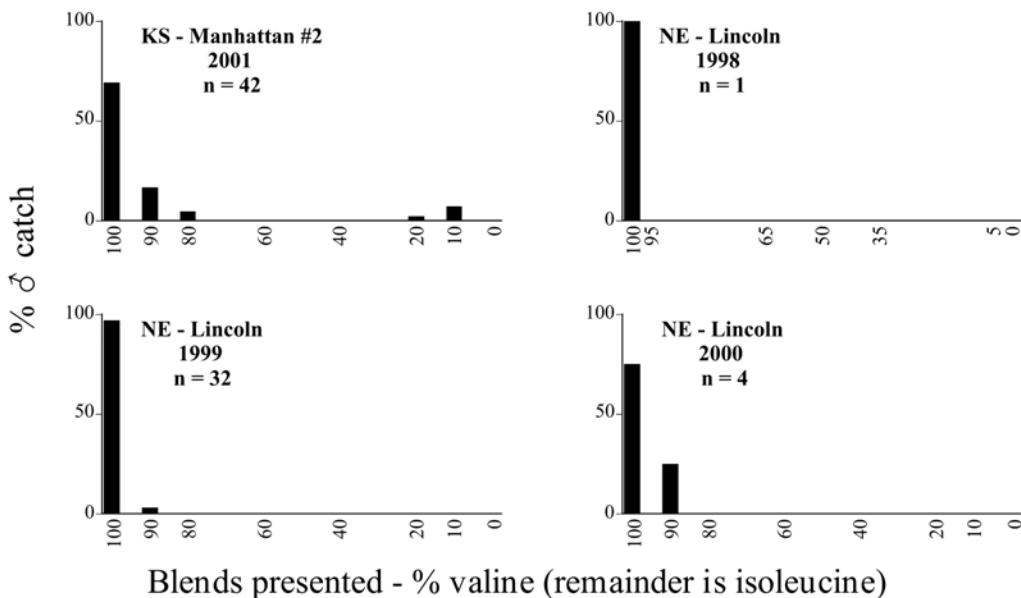 % ♂ catch
100
50
0
KS - Manhattan #2
2001
n = 42
100 90 80 60 40 20 10 0
100
50
0
NE - Lincoln
1998
n = 1
100 95 65 50 35 5 0
100
50
0
NE - Lincoln
1999
n = 32
100 90 80 60 40 20 10 0
100
50
0
NE - Lincoln
2000
n = 4
100 90 80 60 40 20 10 0
Blends presented - % valine (remainder is isoleucine)